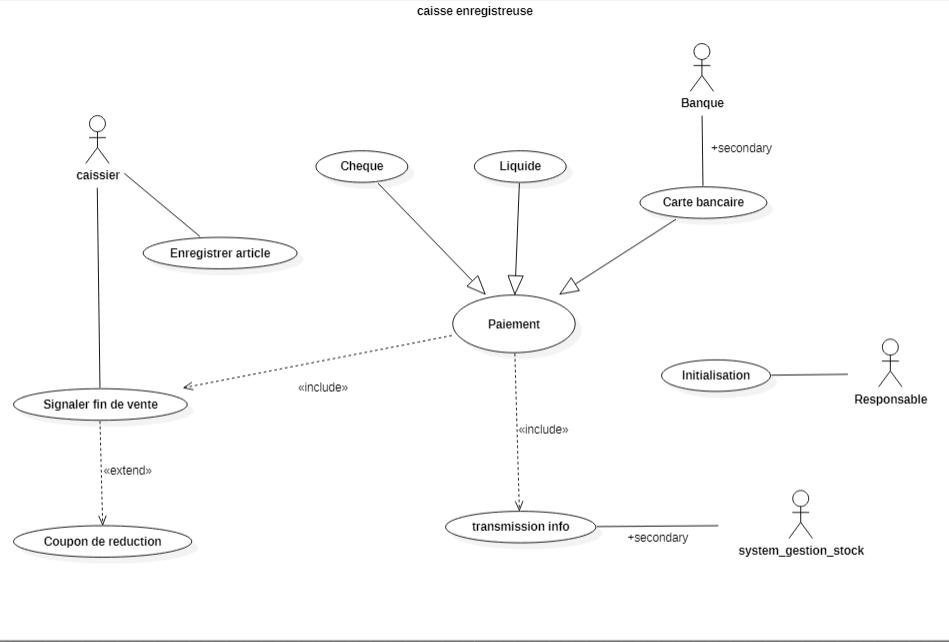 caisse enregistreuse
Banque
+secondary
caissier
Cheque
Liquide
Carte bancaire
Enregistrer article
Paiement
Initialisation
Responsable
«include»
Signaler fin de vente
«include»
«extend»
transmission info
+secondary
system_gestion_stock
Coupon de reduction